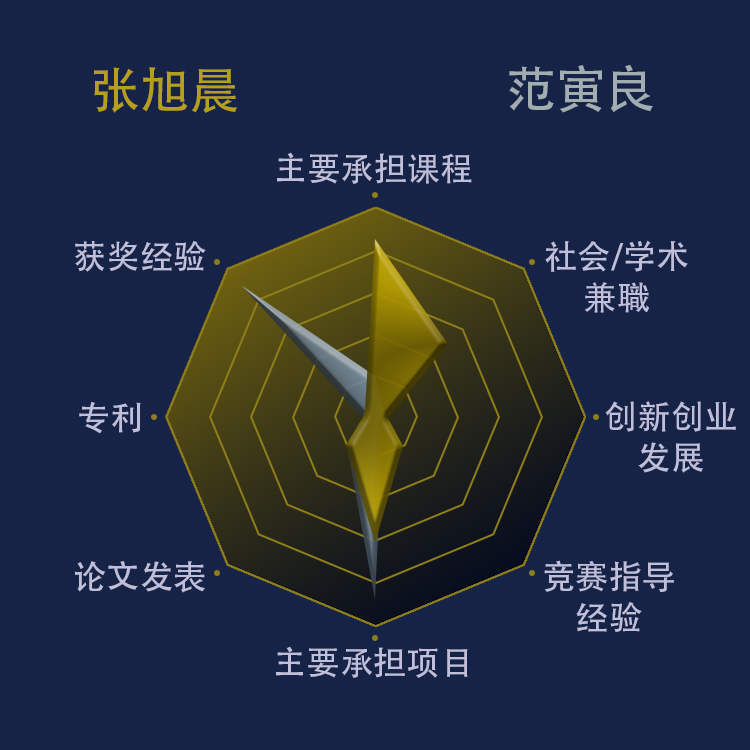 张旭晨
范寅良
主要承担课程
获奖经验
社会/学术
兼職
专利
创新创业
发展
论文发表
竞赛指导
经验
主要承担项目